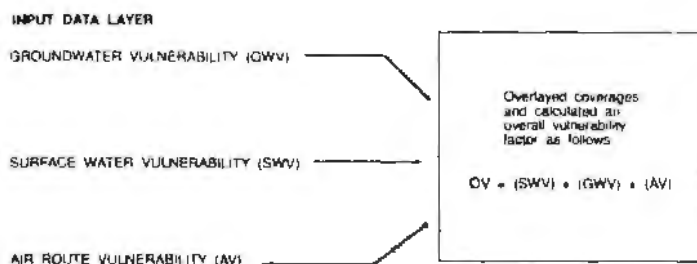 INPUT DATA LAYER
GROUNDWATER VULNERABILITY (GWV)
SURFACE WATER VULNERABILITY (SWV)
AIR ROUTE VULNERABILITY (AV)
Overlayed coverages
and calculated an
overall vulnerability
factor as follows
OV = (SWV) + (GWV) + (AV)